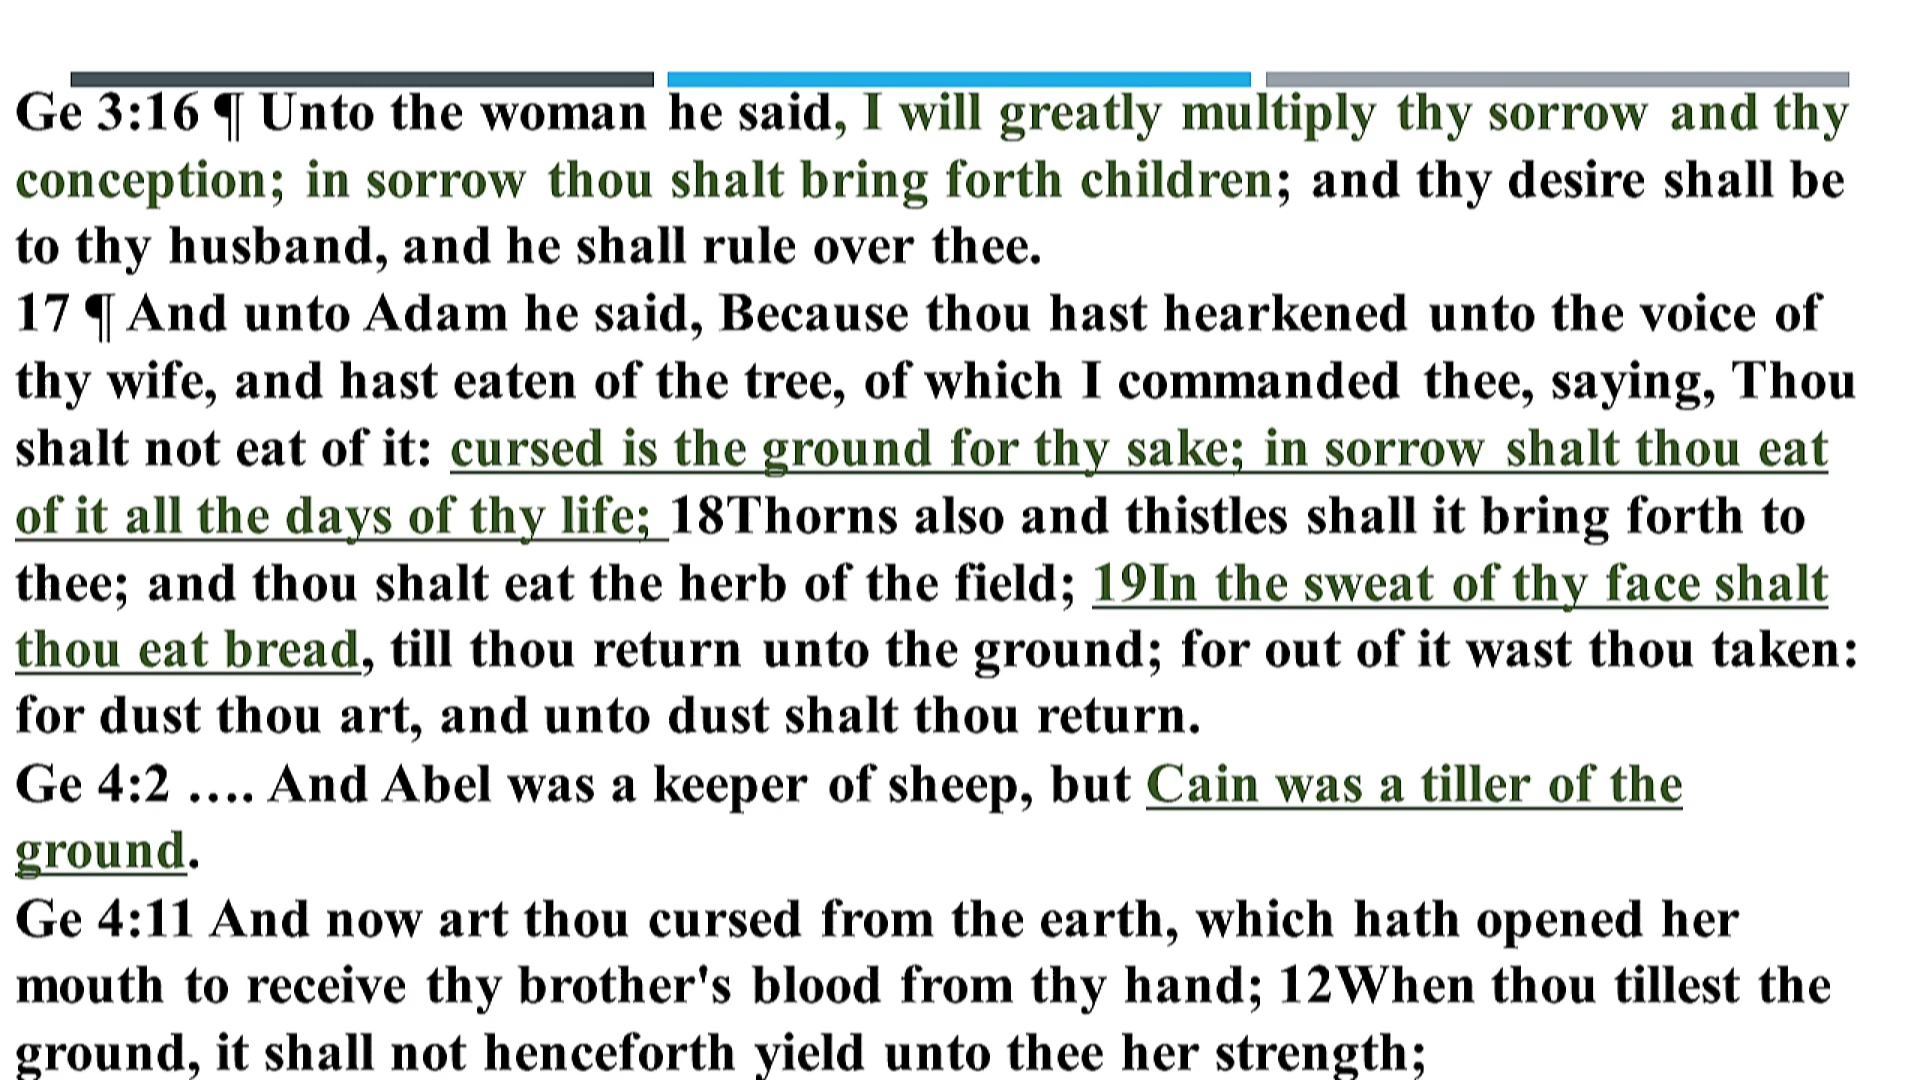 Ge 3:16 ¶ Unto the woman he said, I will greatly multiply thy sorrow and thy
conception; in sorrow thou shalt bring forth children; and thy desire shall be
to thy husband, and he shall rule over thee.
17 ¶ And unto Adam he said, Because thou hast hearkened unto the voice of
thy wife, and hast eaten of the tree, of which I commanded thee, saying, Thou
shalt not eat of it: cursed is the ground for thy sake; in sorrow shalt thou eat
of it all the days of thy life; 18Thorns also and thistles shall it bring forth to
thee; and thou shalt eat the herb of the field; 19In the sweat of thy face shalt
thou eat bread, till thou return unto the ground; for out of it wast thou taken:
for dust thou art, and unto dust shalt thou return.
Ge 4:2 …. And Abel was a keeper of sheep, but Cain was a tiller of the
ground.
Ge 4:11 And now art thou cursed from the earth, which hath opened her
mouth to receive thy brother's blood from thy hand; 12When thou tillest the
ground, it shall not henceforth yield unto thee her strength;